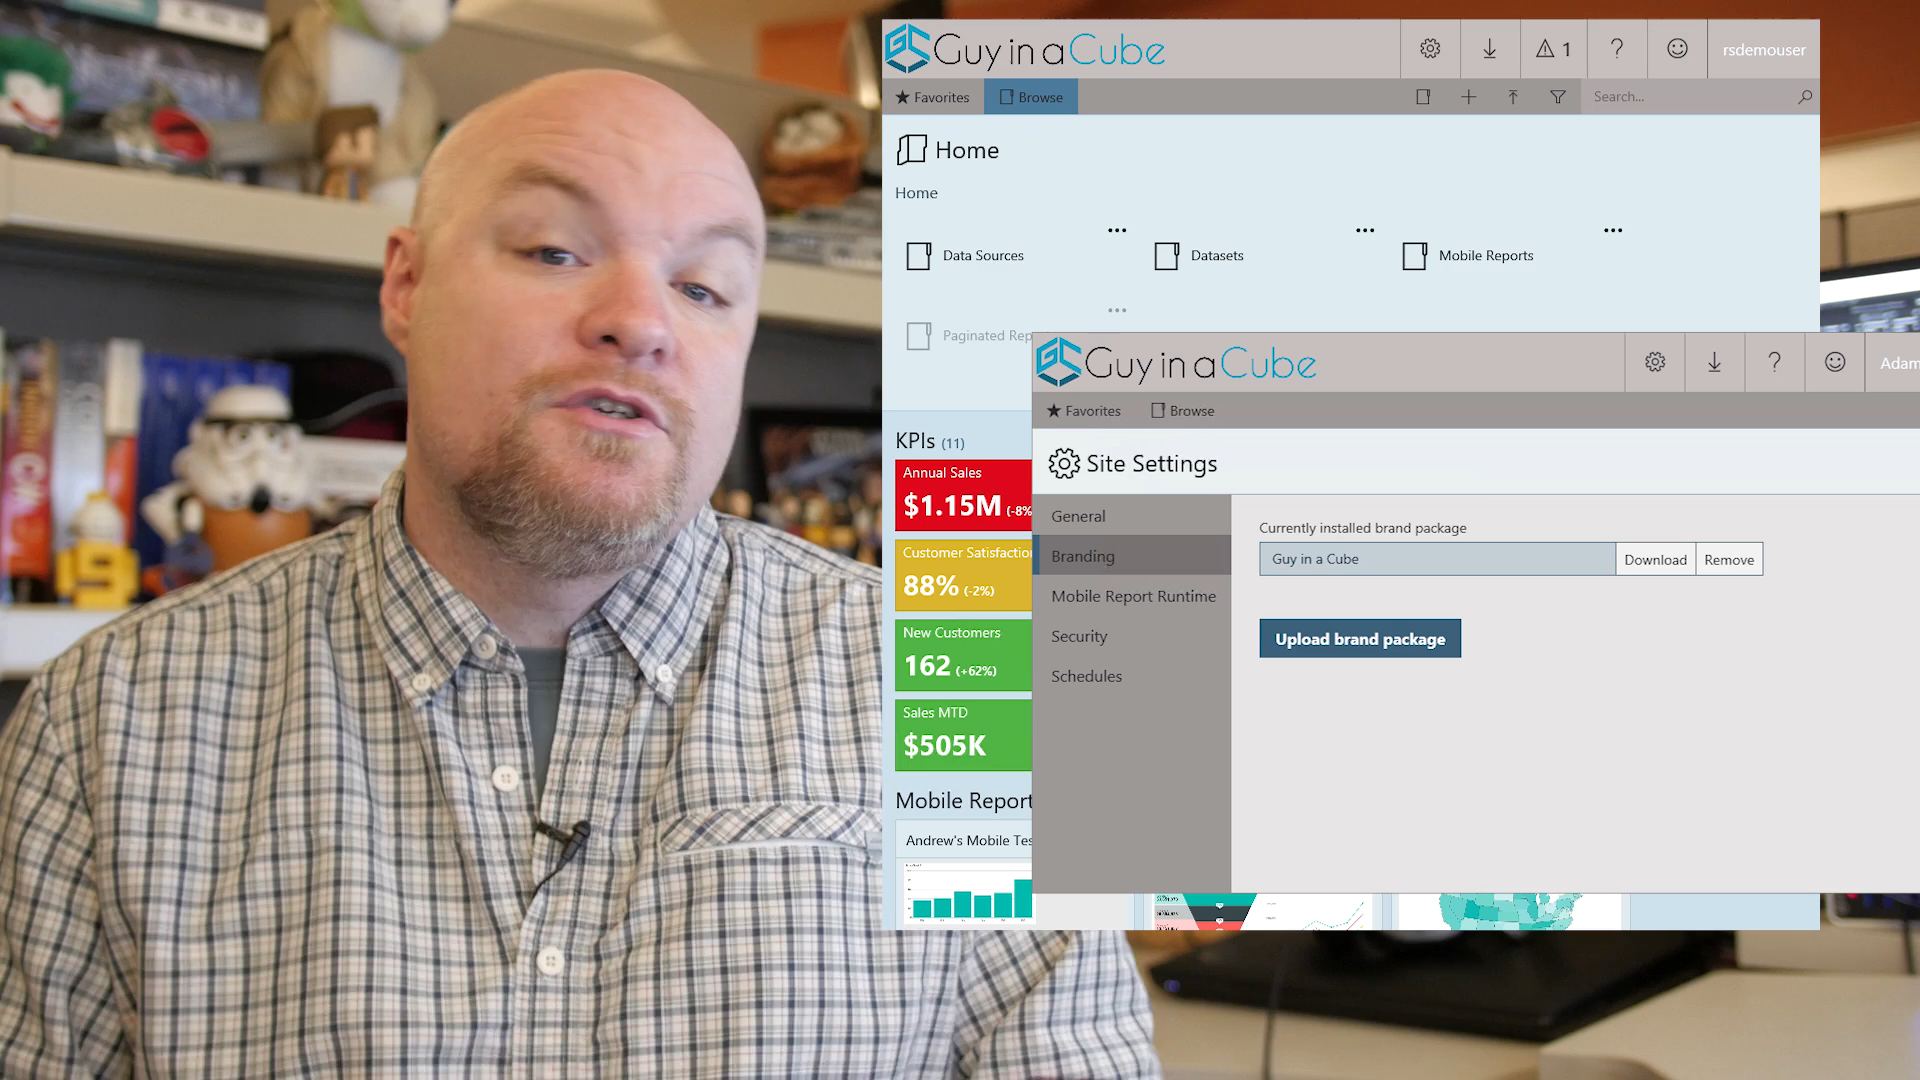 Guy in a Cube
1
?
rsdemouser
Favorites
Browse
Search...
Home
Home
Data Sources
Datasets
Mobile Reports
Paginated Rep
KPIs (11)
Annual Sales
$1.15M (-8%
Customer Satisfaction
88% (-2%)
New Customers
162 (+62%)
Sales MTD
$505K
Mobile Report
Andrew's Mobile Tes
Guy in a Cube
?
Adam
Favorites
Browse
Site Settings
General
Branding
Mobile Report Runtime
Security
Schedules
Currently installed brand package
Guy in a Cube
Download
Remove
Upload brand package